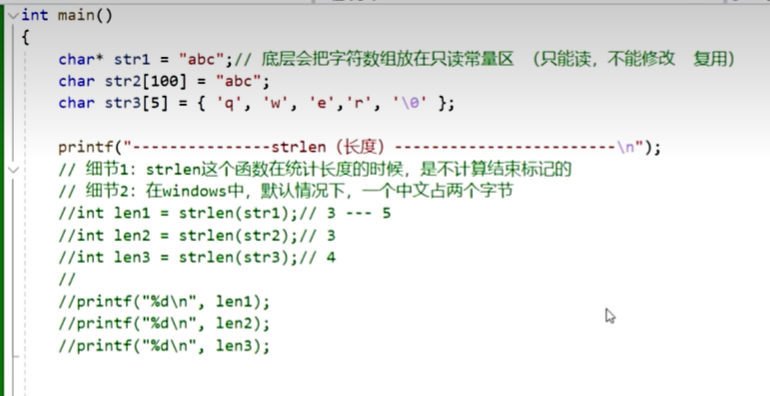 int main()
{
char* str1 = "abc";// 底层会把字符数组放在只读常量区 （只能读，不能修改 复用）
char str2[100] = "abc";
char str3[5] = { 'q', 'w', 'e','r', '\0' };
printf("---------------strlen（长度）------------------------\n");
// 细节1：strlen这个函数在统计长度的时候，是不计算结束标记的
// 细节2：在windows中，默认情况下，一个中文占两个字节
//int len1 = strlen(str1);// 3 --- 5
//int len2 = strlen(str2);// 3
//int len3 = strlen(str3);// 4
//
//printf("%d\n", len1);
//printf("%d\n", len2);
//printf("%d\n", len3);